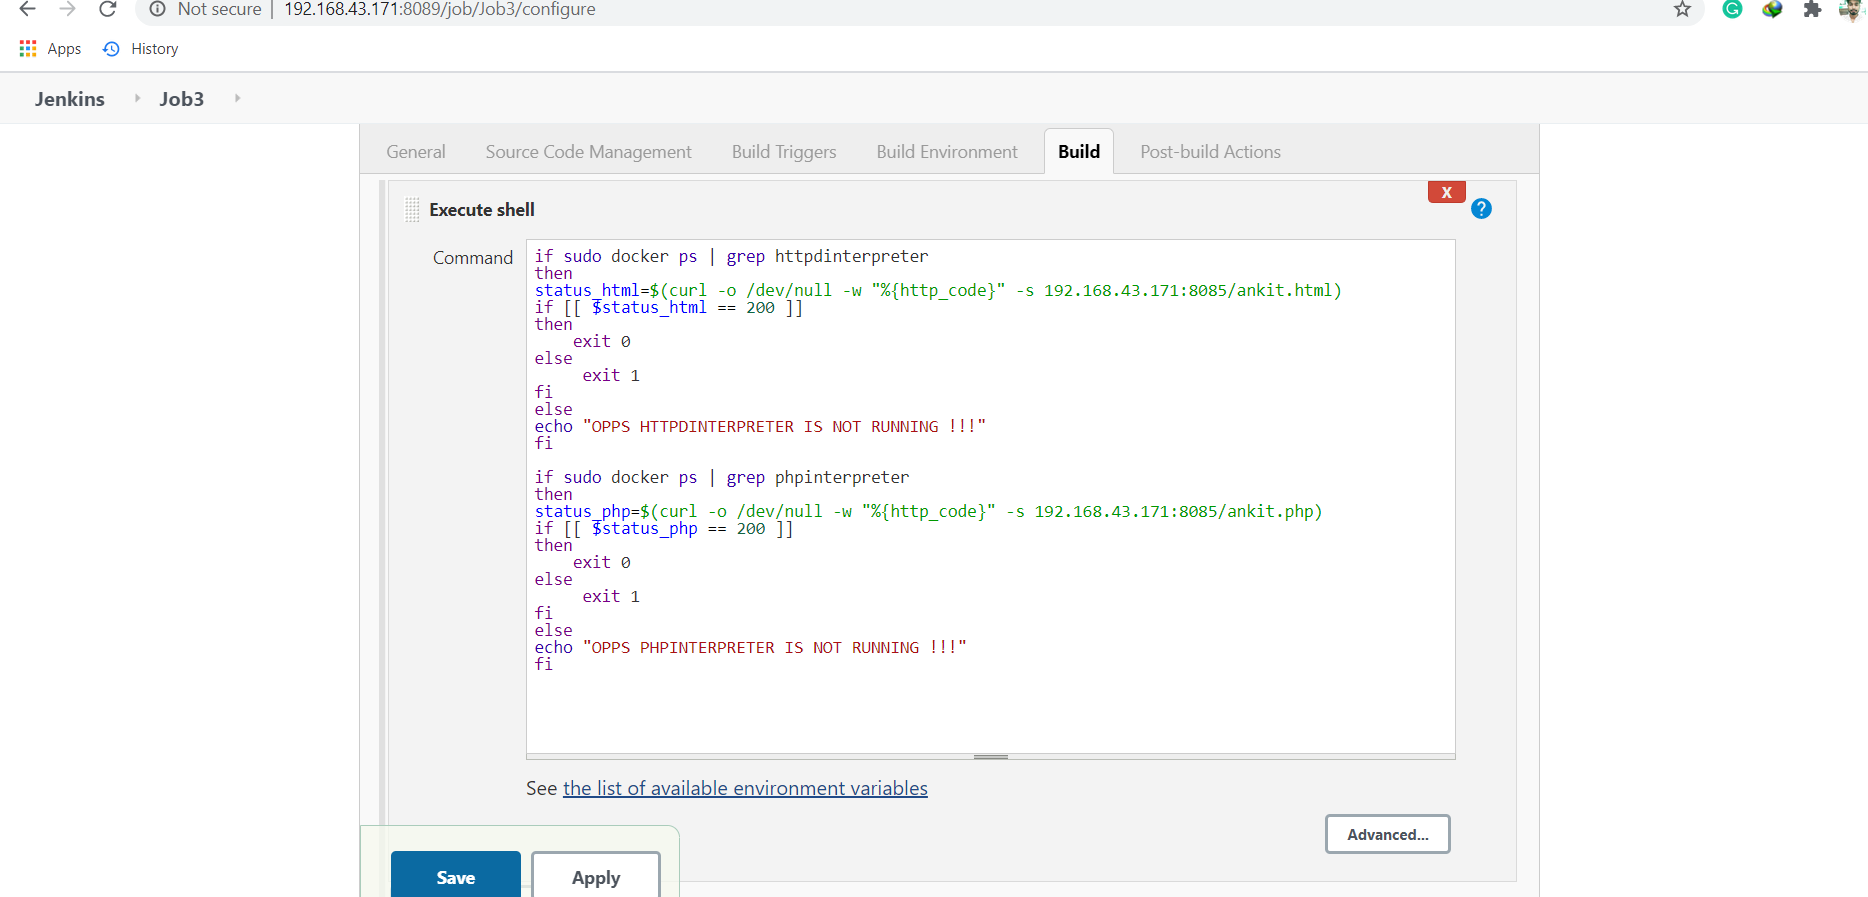 Not secure | 192.168.43.171:8089/job/Job3/configure
Apps History
Jenkins Job3
General Source Code Management Build Triggers Build Environment Build Post-build Actions
X
Execute shell ?
Command
if sudo docker ps | grep httpdinterpreter
then
status_html=$(curl -o /dev/null -w "%{http_code}" -s 192.168.43.171:8085/ankit.html)
if [[ $status_html == 200 ]]
then
    exit 0
else
     exit 1
fi
else
echo "OPPS HTTPDINTERPRETER IS NOT RUNNING !!!"
fi

if sudo docker ps | grep phpinterpreter
then
status_php=$(curl -o /dev/null -w "%{http_code}" -s 192.168.43.171:8085/ankit.php)
if [[ $status_php == 200 ]]
then
    exit 0
else
     exit 1
fi
else
echo "OPPS PHPINTERPRETER IS NOT RUNNING !!!"
fi
See the list of available environment variables
Advanced...
Save Apply